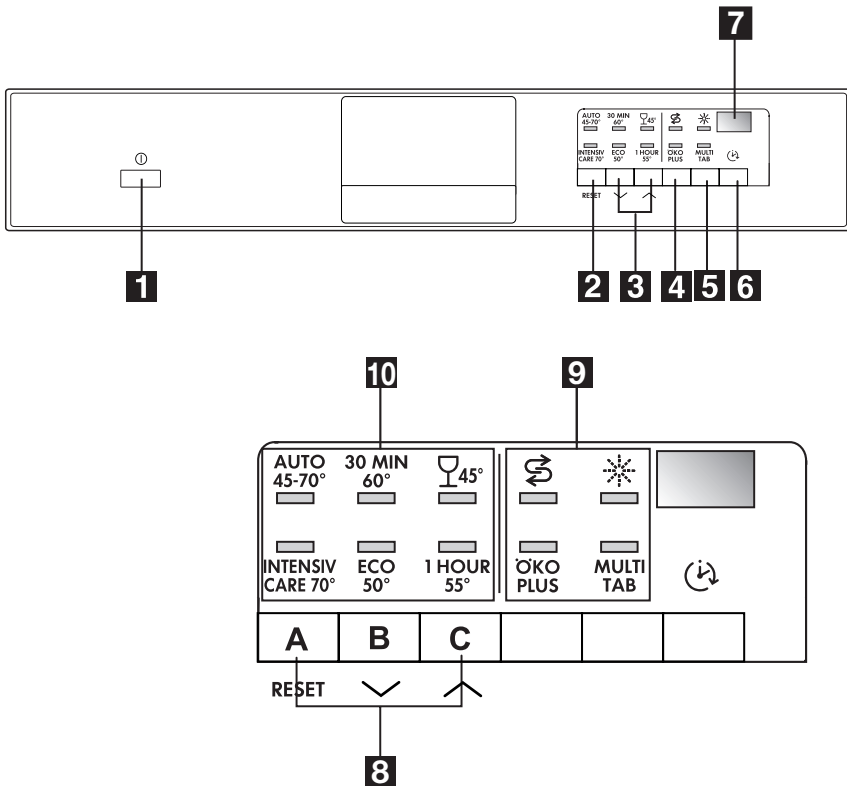 7
AUTO 45-70°
30 MIN 60°
45°
INTENSIV CARE 70°
ECO 50°
1 HOUR 55°
ÖKO PLUS
MULTI TAB
RESET
1
2
3
4
5
6
10
9
AUTO 45-70°
30 MIN 60°
45°
INTENSIV CARE 70°
ECO 50°
1 HOUR 55°
ÖKO PLUS
MULTI TAB
A
B
C
RESET
8